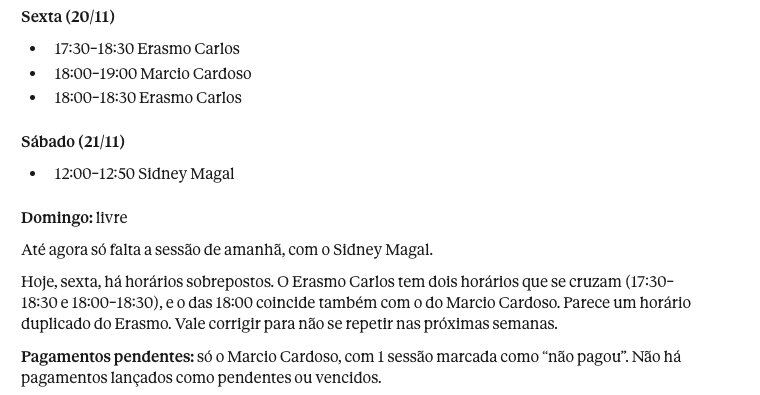 Sexta (20/11)
• 17:30–18:30 Erasmo Carlos
• 18:00–19:00 Marcio Cardoso
• 18:00–18:30 Erasmo Carlos
Sábado (21/11)
• 12:00–12:50 Sidney Magal
Domingo: livre
Até agora só falta a sessão de amanhã, com o Sidney Magal.
Hoje, sexta, há horários sobrepostos. O Erasmo Carlos tem dois horários que se cruzam (17:30–
18:30 e 18:00–18:30), e o das 18:00 coincide também com o do Marcio Cardoso. Parece um horário
duplicado do Erasmo. Vale corrigir para não se repetir nas próximas semanas.
Pagamentos pendentes: só o Marcio Cardoso, com 1 sessão marcada como “não pagou”. Não há
pagamentos lançados como pendentes ou vencidos.